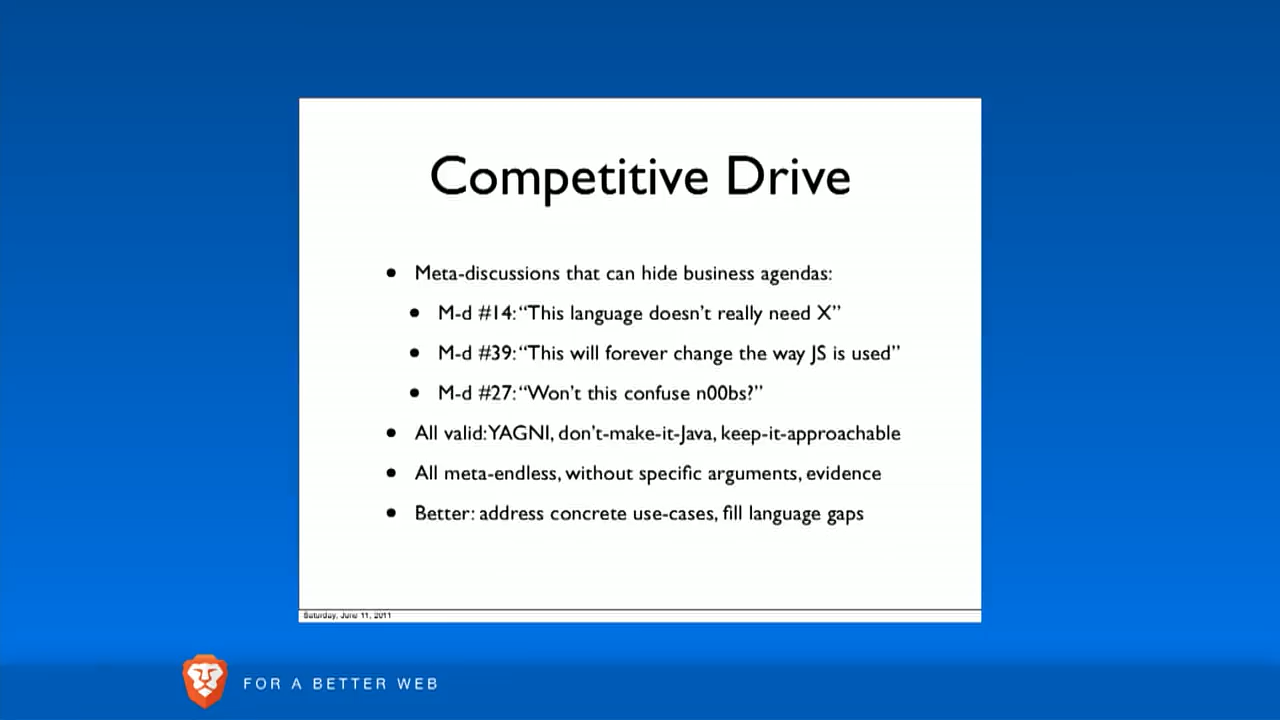 Competitive Drive
• Meta-discussions that can hide business agendas:
• M-d #14: “This language doesn’t really need X”
• M-d #39: “This will forever change the way JS is used”
• M-d #27: “Won’t this confuse n00bs?”
• All valid: YAGNI, don’t-make-it-Java, keep-it-approachable
• All meta-endless, without specific arguments, evidence
• Better: address concrete use-cases, fill language gaps
Saturday, June 11, 2011
FOR A BETTER WEB